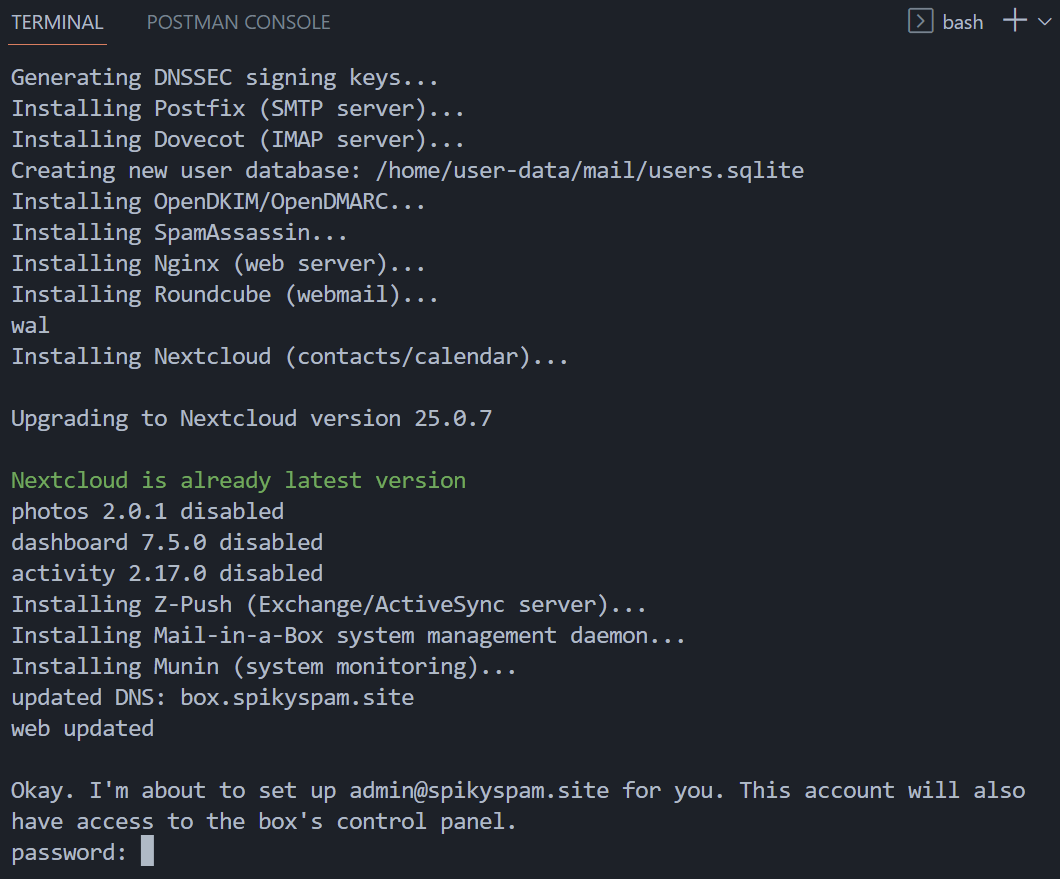 TERMINAL POSTMAN CONSOLE bash
Generating DNSSEC signing keys...
Installing Postfix (SMTP server)...
Installing Dovecot (IMAP server)...
Creating new user database: /home/user-data/mail/users.sqlite
Installing OpenDKIM/OpenDMARC...
Installing SpamAssassin...
Installing Nginx (web server)...
Installing Roundcube (webmail)...
wal
Installing Nextcloud (contacts/calendar)...
Upgrading to Nextcloud version 25.0.7
Nextcloud is already latest version
photos 2.0.1 disabled
dashboard 7.5.0 disabled
activity 2.17.0 disabled
Installing Z-Push (Exchange/ActiveSync server)...
Installing Mail-in-a-Box system management daemon...
Installing Munin (system monitoring)...
updated DNS: box.spikyspam.site
web updated
Okay. I'm about to set up admin@spikyspam.site for you. This account will also
have access to the box's control panel.
password: